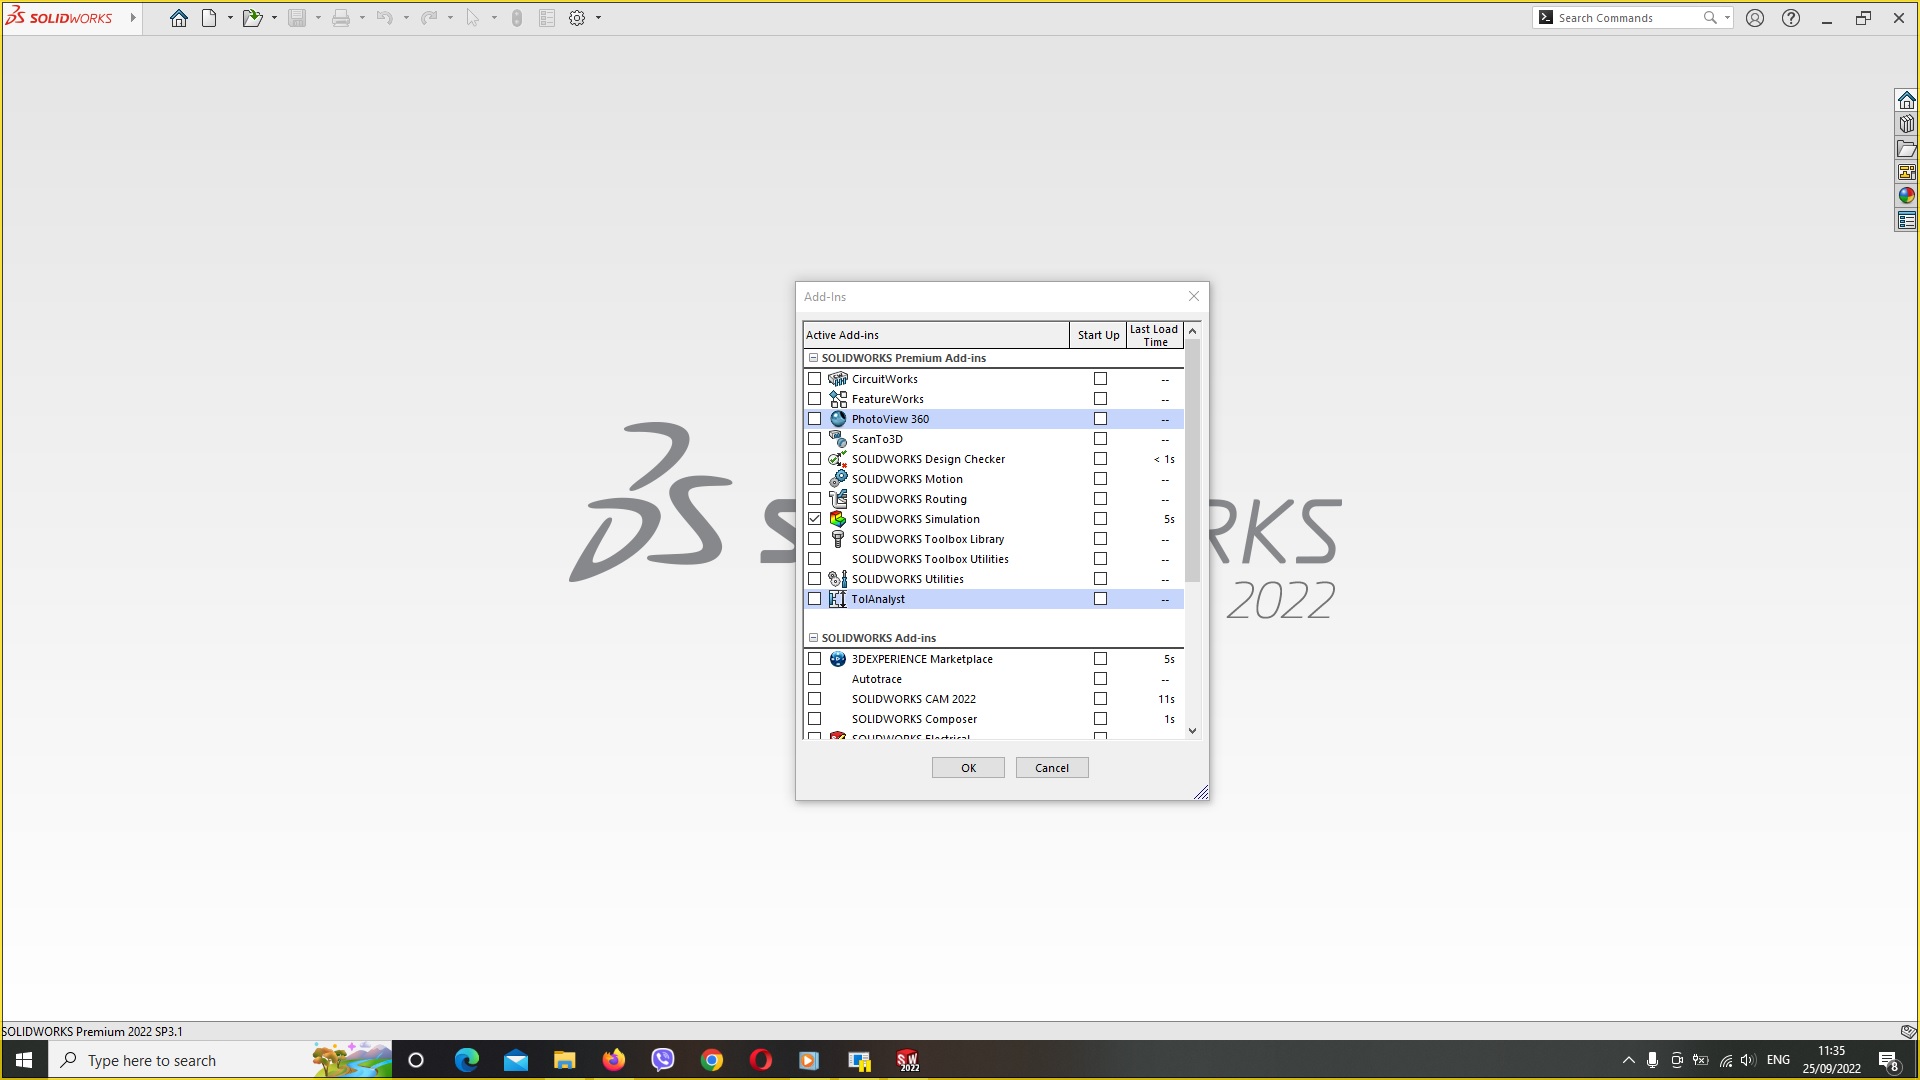 SOLIDWORKS
Search Commands
Add-Ins
Active Add-ins
Start Up
Last Load
Time
SOLIDWORKS Premium Add-ins
CircuitWorks --
FeatureWorks --
PhotoView 360 --
ScanTo3D --
SOLIDWORKS Design Checker < 1s
SOLIDWORKS Motion --
SOLIDWORKS Routing --
SOLIDWORKS Simulation 5s
SOLIDWORKS Toolbox Library --
SOLIDWORKS Toolbox Utilities --
SOLIDWORKS Utilities --
TolAnalyst --
SOLIDWORKS Add-ins
3DEXPERIENCE Marketplace 5s
Autotrace --
SOLIDWORKS CAM 2022 11s
SOLIDWORKS Composer 1s
SOLIDWORKS Electrical
OK Cancel
S RKS
2022
SOLIDWORKS Premium 2022 SP3.1
Type here to search
SW
2022
ENG
11:35
25/09/2022
8